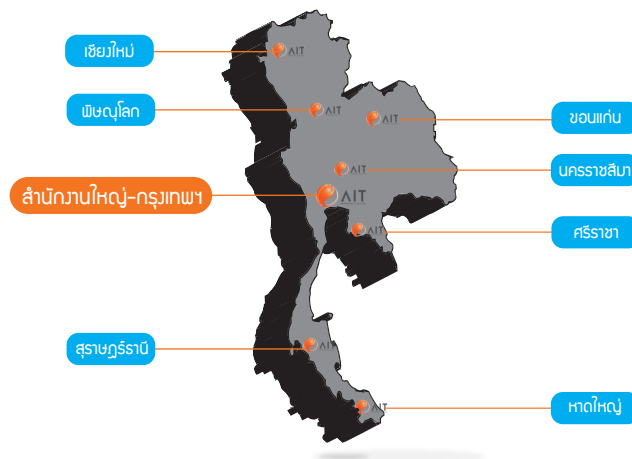 เชียงใหม่
AIT
พิษณุโลก
AIT
AIT
ขอนแก่น
AIT
นครราชสีมา
สำนักงานใหญ่-กรุงเทพฯ
AIT
AIT
ศรีราชา
สุราษฎร์ธานี
AIT
AIT
หาดใหญ่